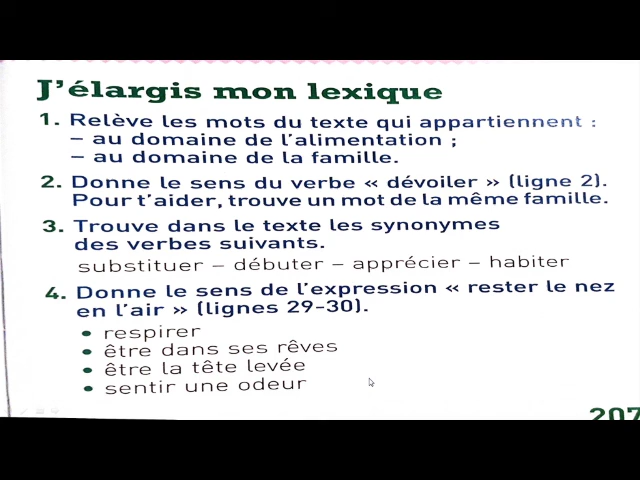 J'élargis mon lexique
1. Relève les mots du texte qui appartiennent :
– au domaine de l'alimentation ;
– au domaine de la famille.
2. Donne le sens du verbe « dévoiler » (ligne 2).
Pour t'aider, trouve un mot de la même famille.
3. Trouve dans le texte les synonymes
des verbes suivants.
substituer – débuter – apprécier – habiter
4. Donne le sens de l'expression « rester le nez
en l'air » (lignes 29-30).
• respirer
• être dans ses rêves
• être la tête levée
• sentir une odeur
207